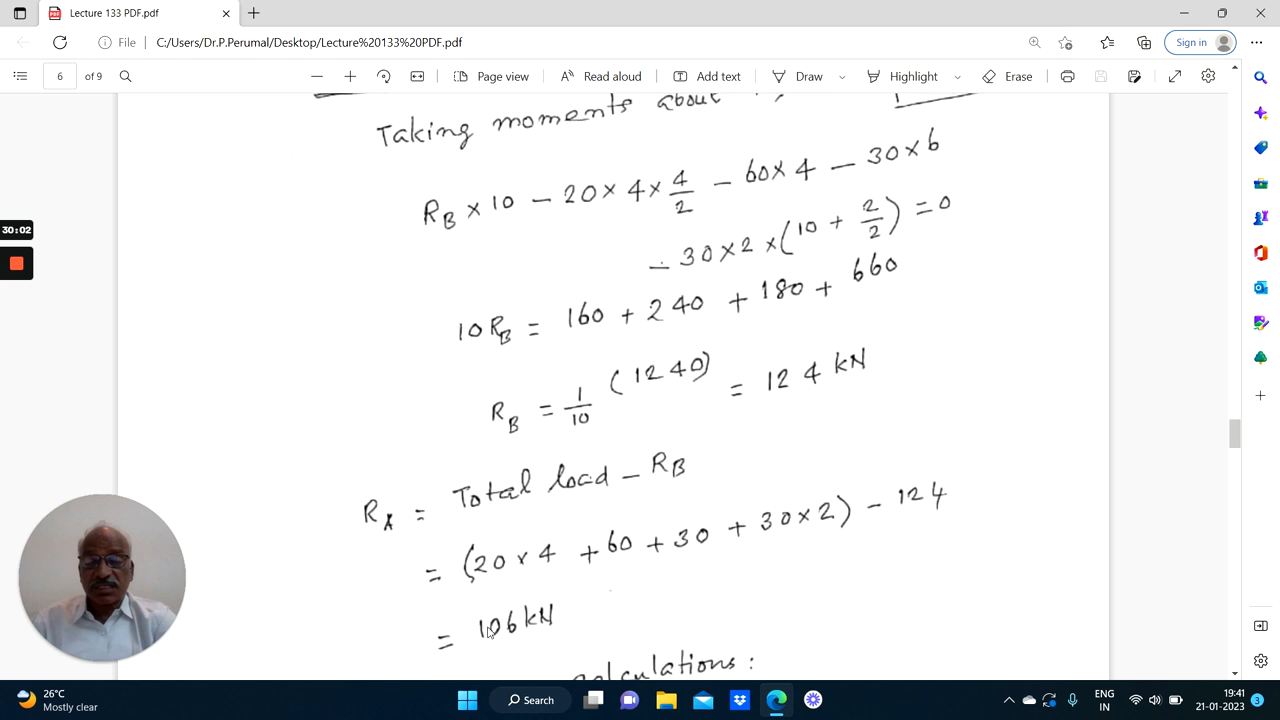 Lecture 133 PDF.pdf
File C:/Users/Dr.P.Perumal/Desktop/Lecture%20133%20PDF.pdf
Sign in
6 of 9
Page view
Read aloud
Add text
Draw
Highlight
Erase
Taking moments about
R_B × 10 − 20 × 4 × 4/2 − 60 × 4 − 30 × 6
− 30 × 2 × (10 + 2/2) = 0
10 R_B = 160 + 240 + 180 + 660
R_B = 1/10 (1240) = 124 kN
R_A = Total load − R_B
= (20 × 4 + 60 + 30 + 30 × 2) − 124
= 106 kN
calculations:
30:02
26°C
Mostly clear
Search
ENG
IN
19:41
21-01-2023
3